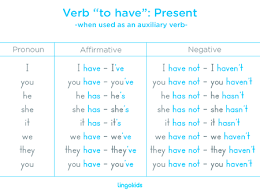 Verb “to have”: Present
-when used as an auxiliary verb-
Pronoun Affirmative Negative
I I have – I've I have not – I haven't
you you have – you've you have not – you haven't
he he has – he's he has not – he hasn't
she she has – she's she has not – she hasn't
it it has – it's it has not – it hasn't
we we have – we've we have not – we haven't
they they have – they've they have not – they haven't
you you have – you've you have not – you haven't
Lingokids